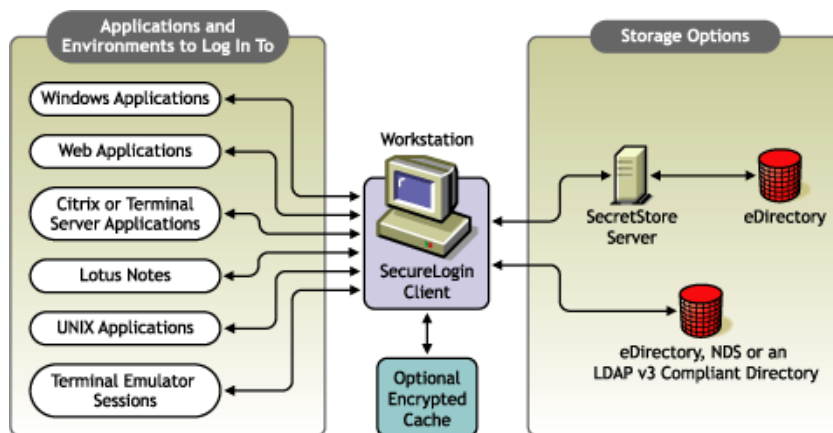 Applications and
Environments to Log In To
Windows Applications
Web Applications
Citrix or Terminal
Server Applications
Lotus Notes
UNIX Applications
Terminal Emulator
Sessions
Workstation
SecureLogin
Client
Optional
Encrypted
Cache
Storage Options
SecretStore
Server
eDirectory
eDirectory, NDS or an
LDAP v3 Compliant Directory